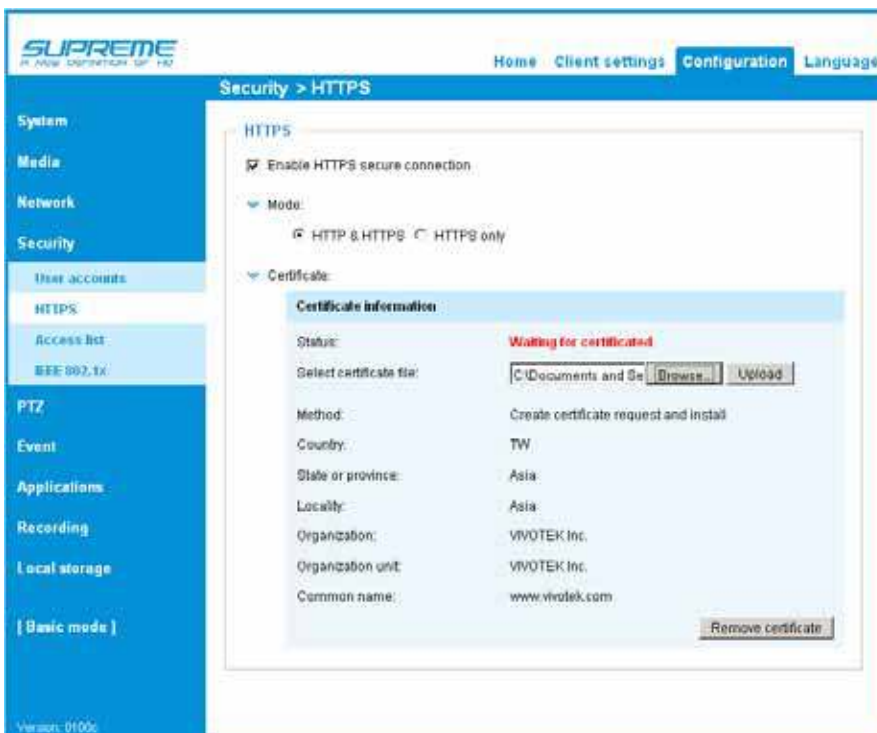 SUPREME
A NEW DEFINITION OF HD
Home Client settings Configuration Language
Security > HTTPS
System
Media
Network
Security
User accounts
HTTPS
Access list
IEEE 802.1x
PTZ
Event
Applications
Recording
Local storage
[ Basic mode ]
Version: 0100c
HTTPS
Enable HTTPS secure connection
Mode:
HTTP & HTTPS HTTPS only
Certificate:
Certificate information
Status: Waiting for certificated
Select certificate file: C:\Documents and Se Browse... Upload
Method: Create certificate request and install
Country: TW
State or province: Asia
Locality: Asia
Organization: VIVOTEK Inc.
Organization unit: VIVOTEK Inc.
Common name: www.vivotek.com
Remove certificate